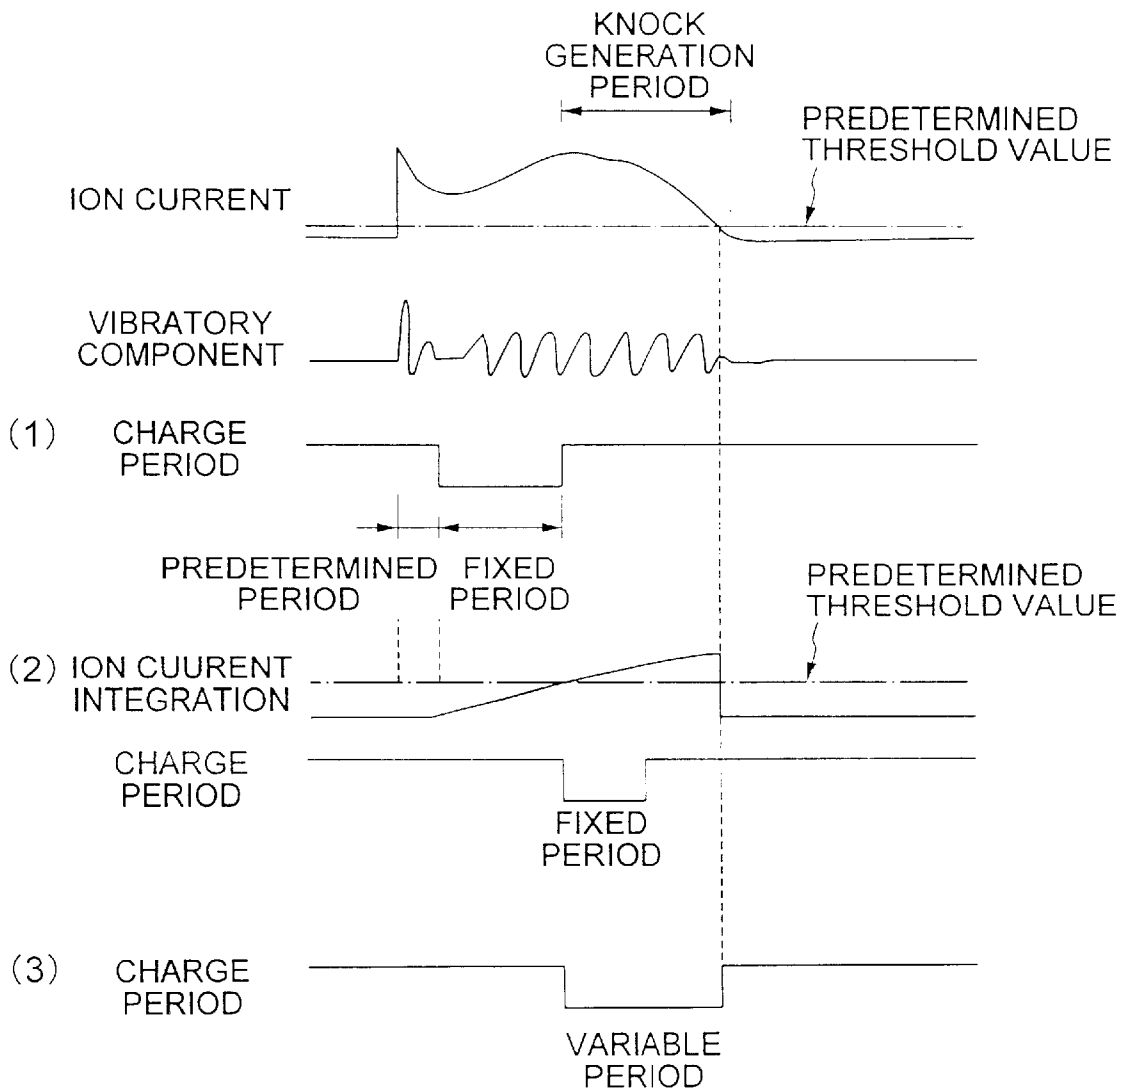 KNOCK
GENERATION
PERIOD
PREDETERMINED
THRESHOLD VALUE
ION CURRENT
VIBRATORY
COMPONENT
(1) CHARGE
PERIOD
PREDETERMINED FIXED
PERIOD PERIOD
PREDETERMINED
THRESHOLD VALUE
(2) ION CUURENT
INTEGRATION
CHARGE
PERIOD
FIXED
PERIOD
(3) CHARGE
PERIOD
VARIABLE
PERIOD